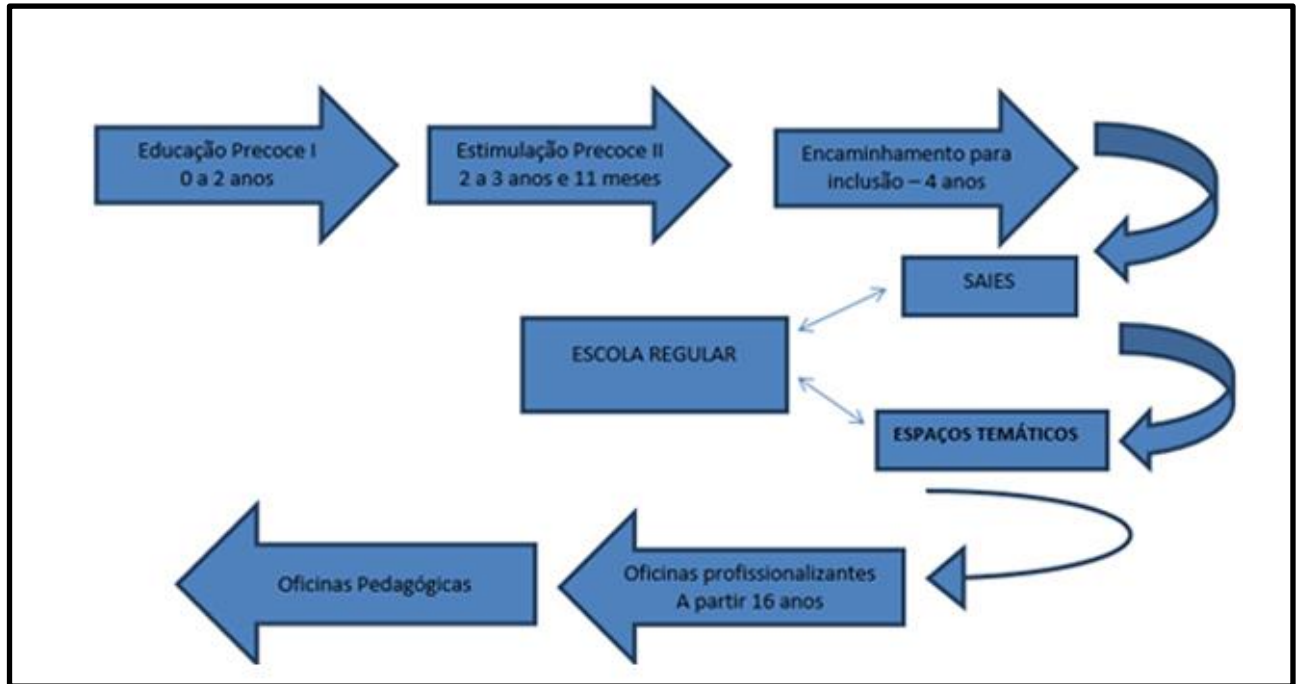 Educação Precoce I
0 a 2 anos
Estimulação Precoce II
2 a 3 anos e 11 meses
Encaminhamento para
inclusão – 4 anos
SAIES
ESCOLA REGULAR
ESPAÇOS TEMÁTICOS
Oficinas Pedagógicas
Oficinas profissionalizantes
A partir 16 anos